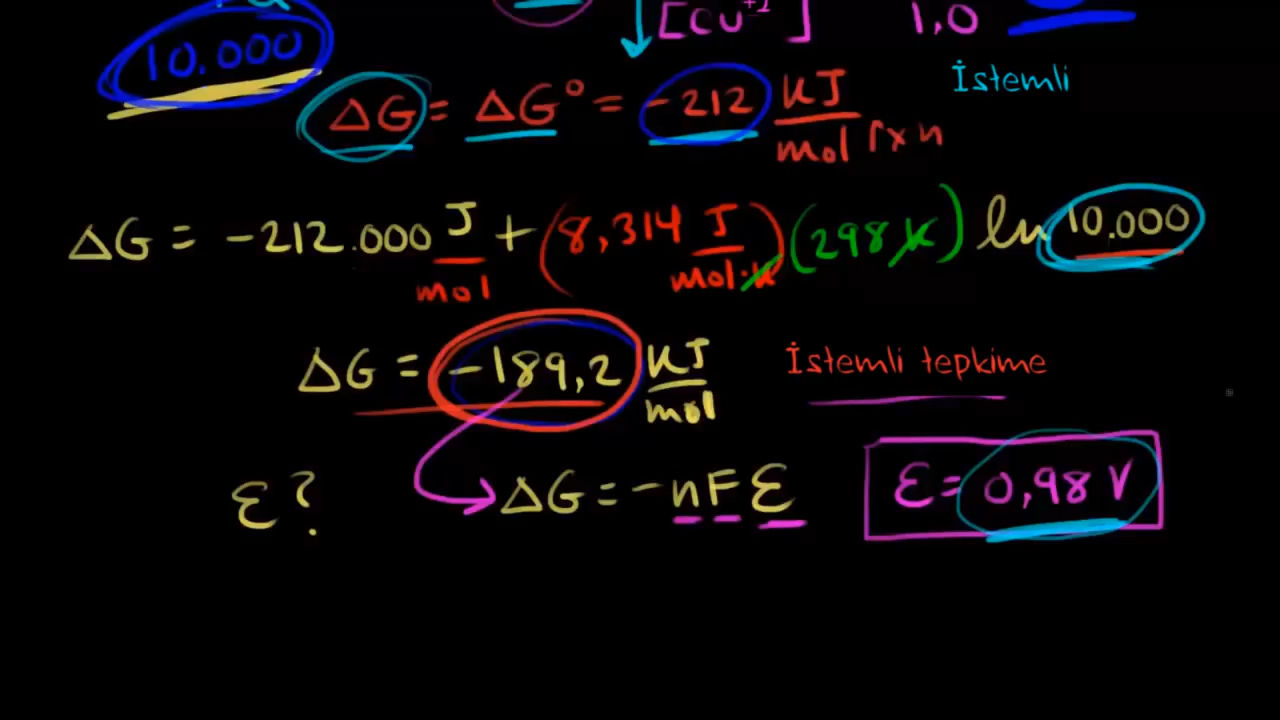 [Cu+2] 1,0
10.000
ΔG = ΔG° = -212 kJ/mol rxn İstemli
ΔG = -212.000 J/mol + (8,314 J/mol·K) (298 K) ln 10.000
ΔG = -189,2 kJ/mol İstemli tepkime
ε? ΔG = -nFε ε = 0,98 V